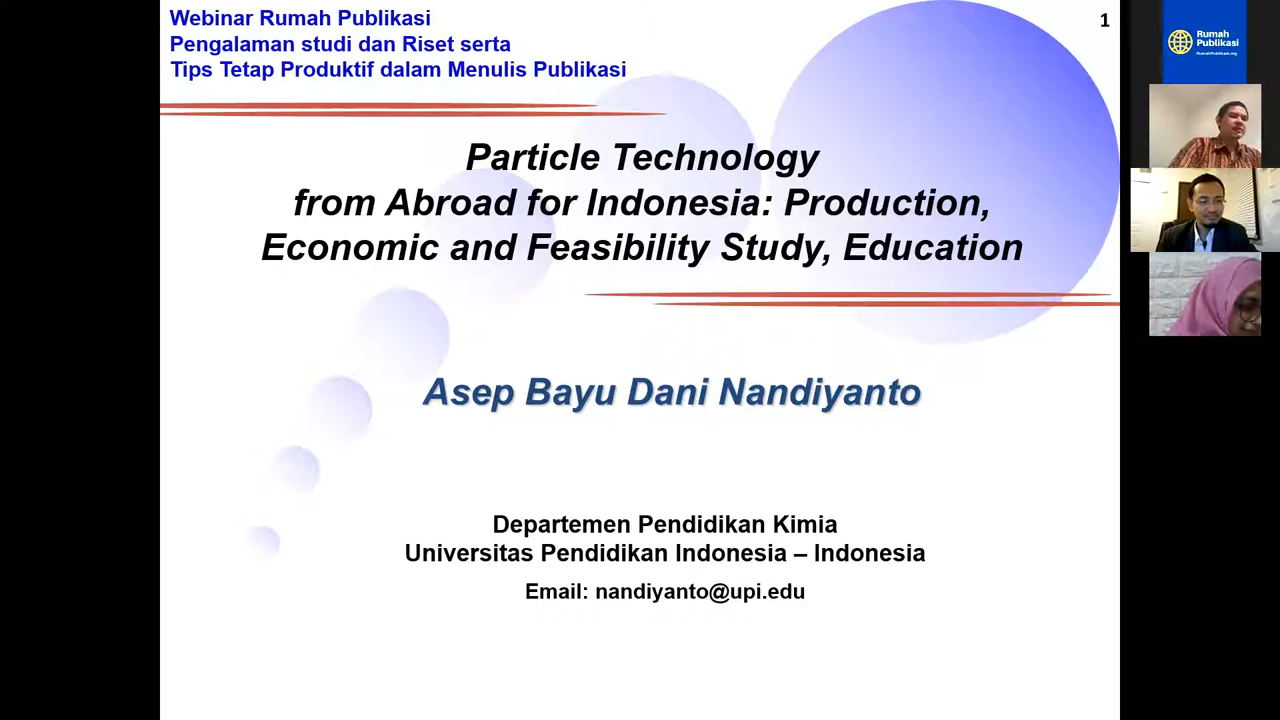 Webinar Rumah Publikasi
Pengalaman studi dan Riset serta
Tips Tetap Produktif dalam Menulis Publikasi
1
Particle Technology
from Abroad for Indonesia: Production,
Economic and Feasibility Study, Education
Asep Bayu Dani Nandiyanto
Departemen Pendidikan Kimia
Universitas Pendidikan Indonesia – Indonesia
Email: nandiyanto@upi.edu
Rumah
Publikasi
RumahPublikasi.org